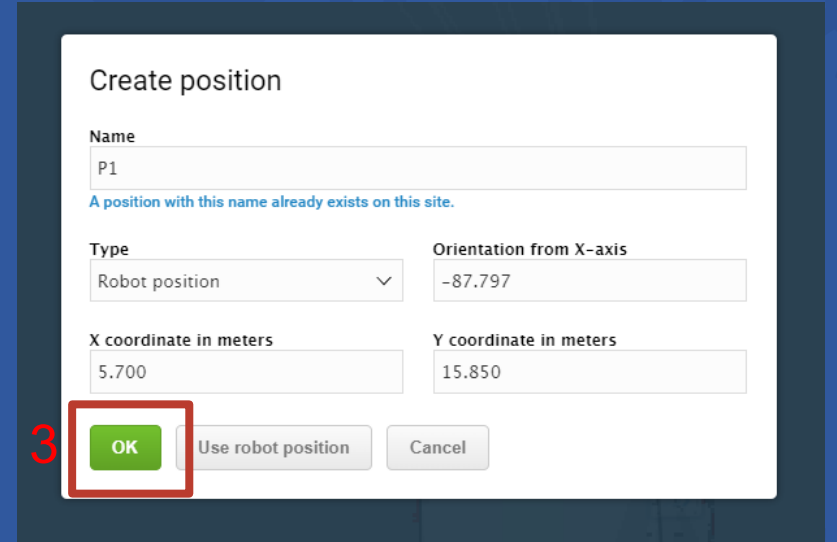 Create position
Name
P1
A position with this name already exists on this site.
Type
Orientation from X-axis
Robot position
-87.797
X coordinate in meters
Y coordinate in meters
5.700
15.850
3
OK
Use robot position
Cancel